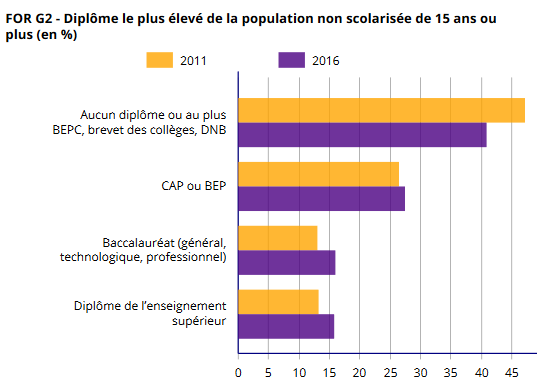 FOR G2 - Diplôme le plus élevé de la population non scolarisée de 15 ans ou
plus (en %)
2011 2016
Aucun diplôme ou au plus
BEPC, brevet des collèges, DNB
CAP ou BEP
Baccalauréat (général,
technologique, professionnel)
Diplôme de l’enseignement
supérieur
0 5 10 15 20 25 30 35 40 45